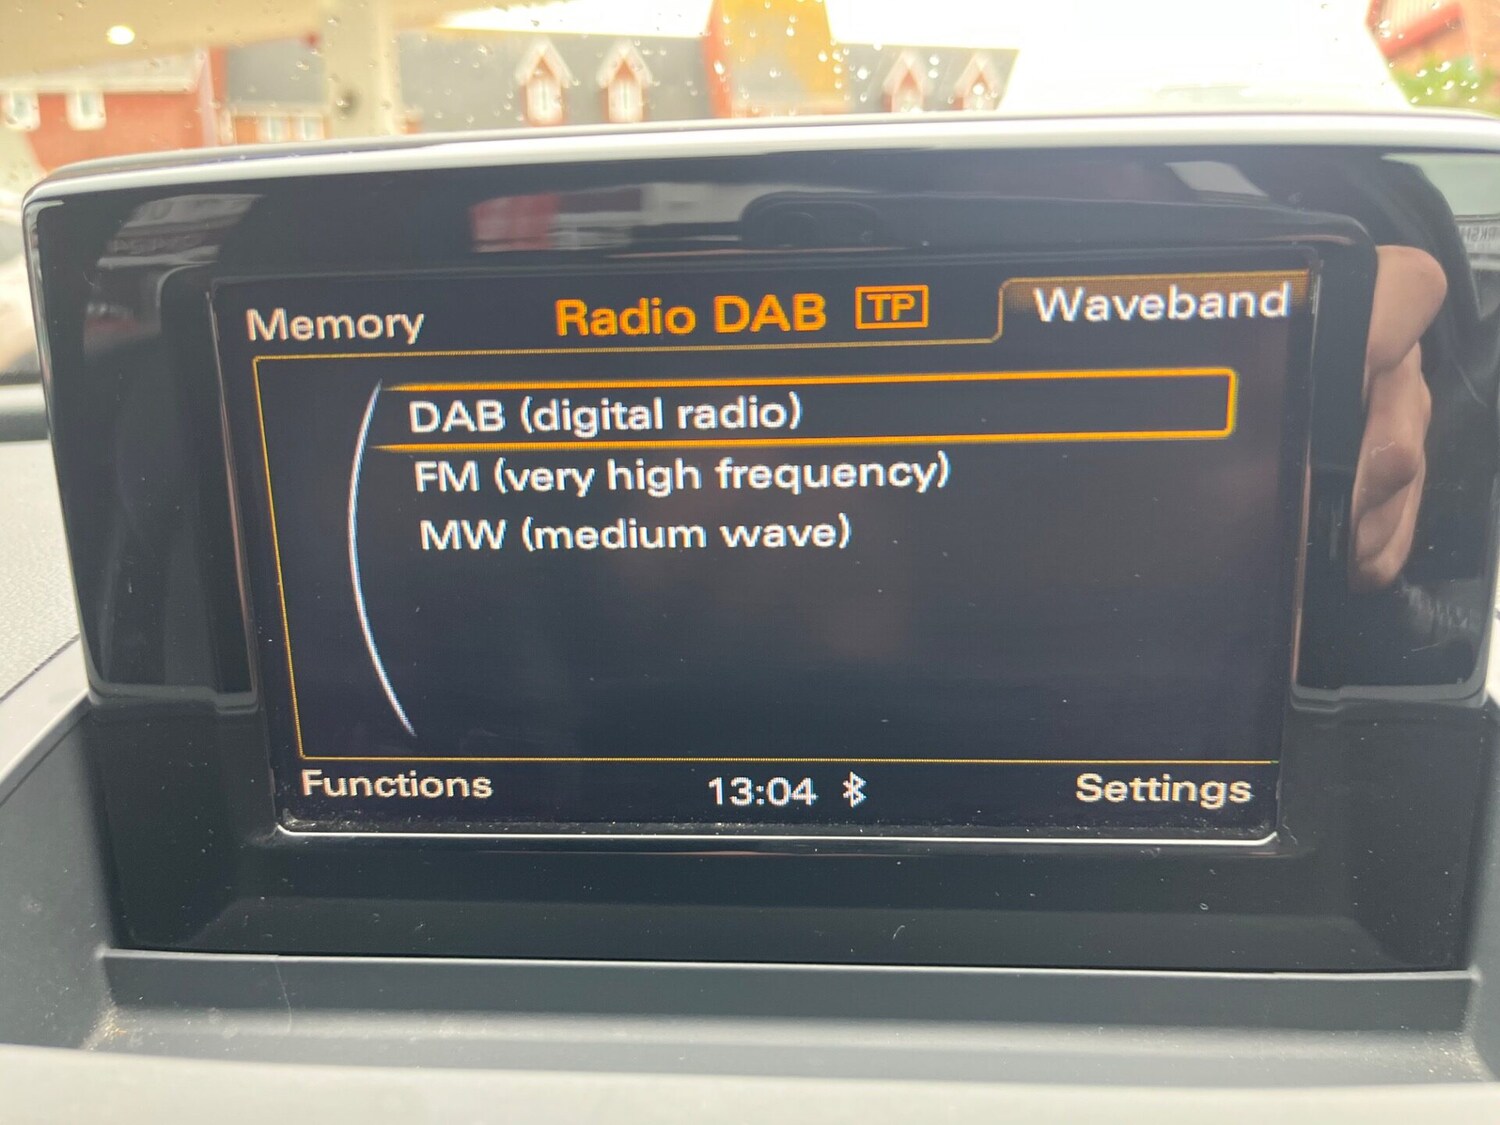 Memory
Radio DAB TP
Waveband
DAB (digital radio)
FM (very high frequency)
MW (medium wave)
Functions
13:04
Settings